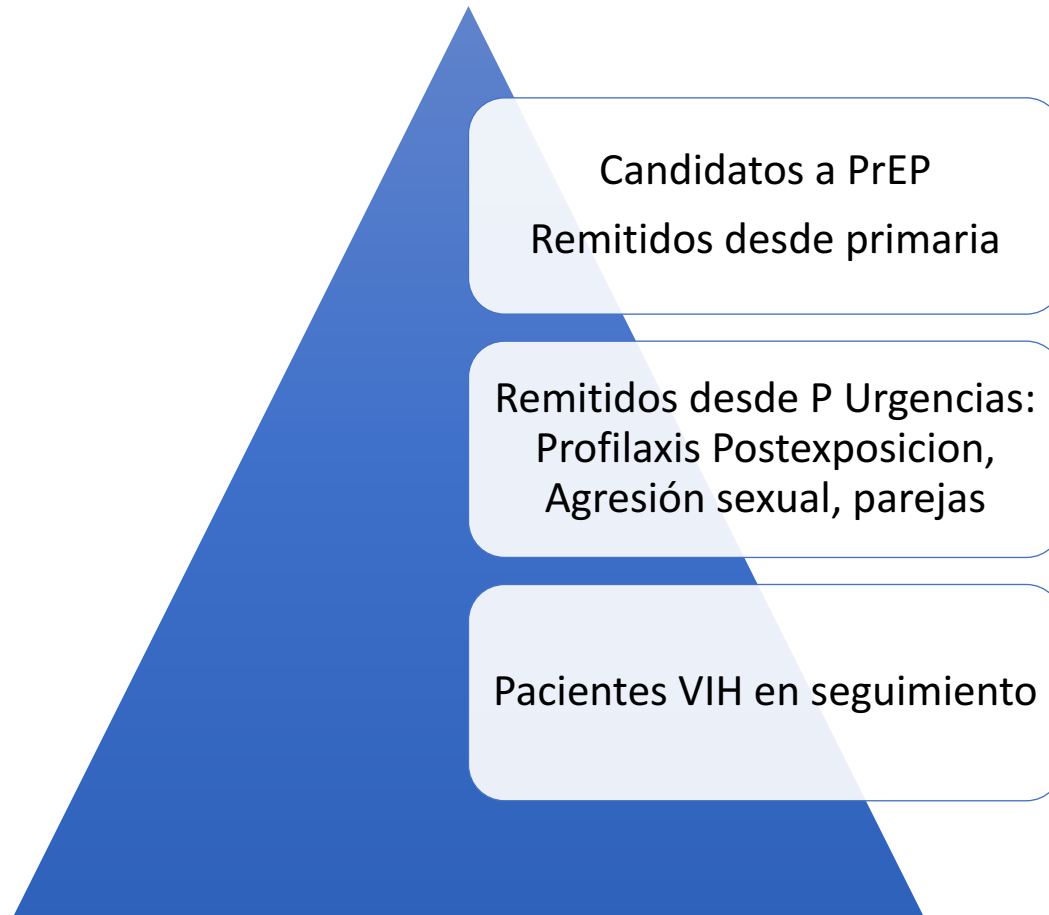 Candidatos a PrEP
Remitidos desde primaria
Remitidos desde P Urgencias:
Profilaxis Postexposicion,
Agresión sexual, parejas
Pacientes VIH en seguimiento